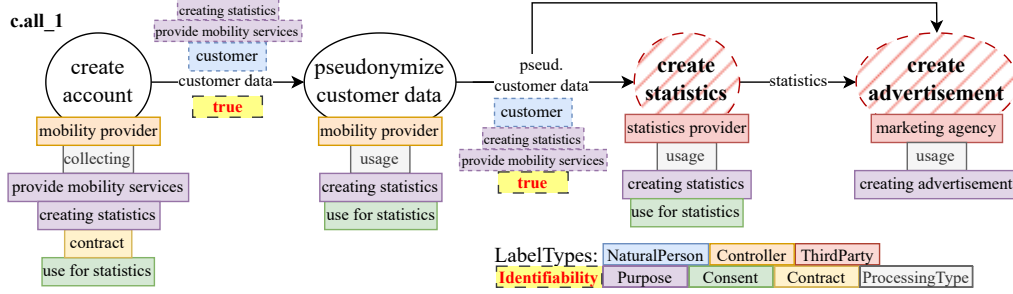 c.all_1
creating statistics
provide mobility services
customer
customer data
true
create
account
mobility provider
collecting
provide mobility services
creating statistics
contract
use for statistics
pseudonymize
customer data
mobility provider
usage
creating statistics
use for statistics
pseud.
customer data
customer
creating statistics
provide mobility services
true
create
statistics
statistics provider
usage
creating statistics
use for statistics
statistics
create
advertisement
marketing agency
usage
creating advertisement
LabelTypes: NaturalPerson Controller ThirdParty
Identifiability Purpose Consent Contract ProcessingType